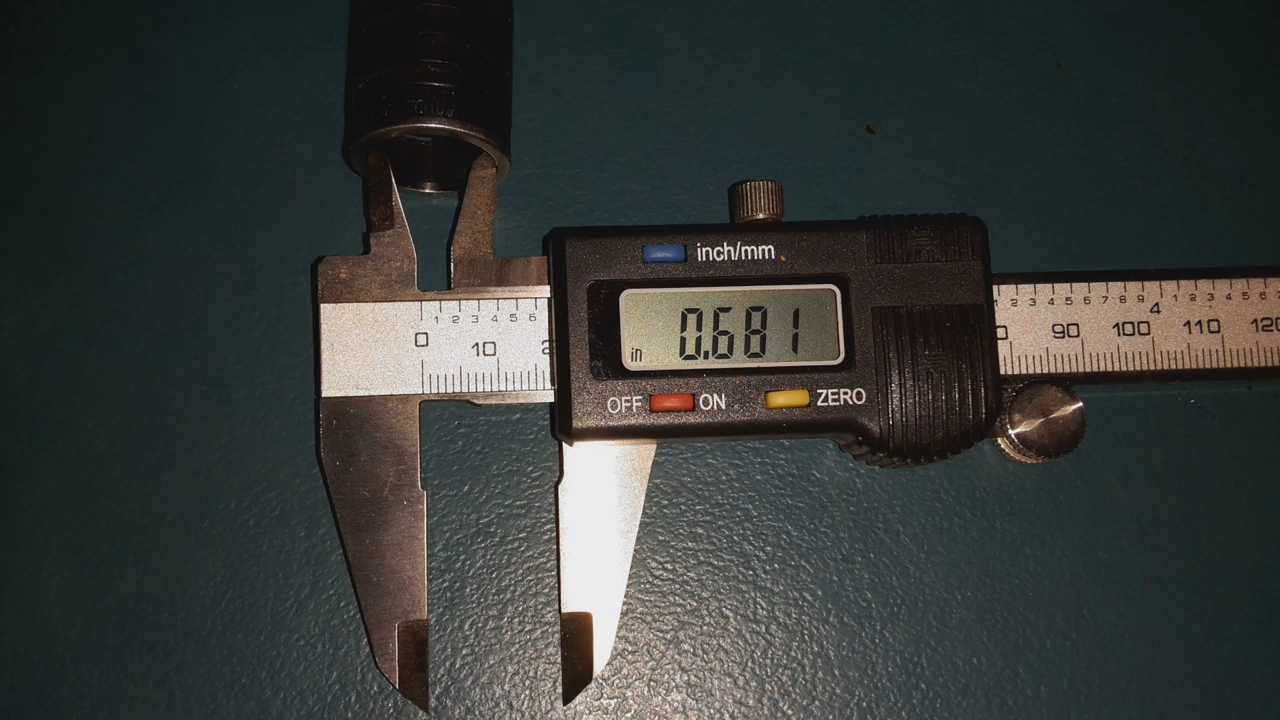 inch/mm
in 0.681
OFF ON ZERO
1 2 3 4 5 6
0 10 2
1 2 3 4 5 6 7 8 9 4 1 2 3 4 5 6
0 90 100 110 120